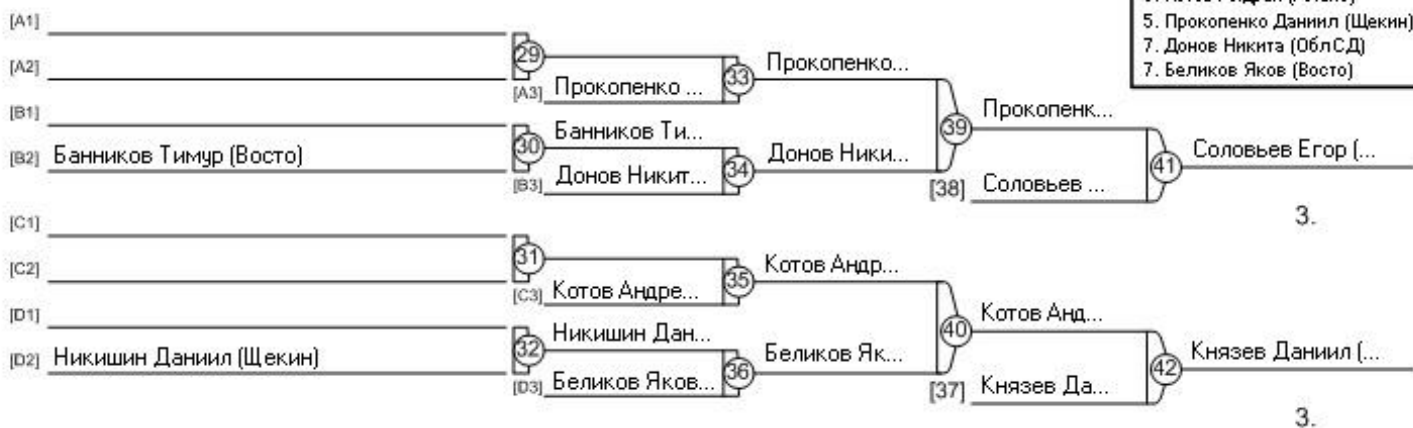 5. Прокопенко Даниил (Щекин)
7. Донов Никита (ОблСД)
7. Беликов Яков (Восто)
[A1]
[A2]
29
[A3] Прокопенко ...
33
Прокопенко...
[B1]
[B2] Банников Тимур (Восто)
30
Банников Ти...
[B3] Донов Никит...
34
Донов Ники...
39
Прокопенк...
[38] Соловьев ...
41
Соловьев Егор (...
3.
[C1]
[C2]
31
[C3] Котов Андре...
35
Котов Андр...
[D1]
[D2] Никишин Даниил (Щекин)
32
Никишин Дан...
[D3] Беликов Яков...
36
Беликов Як...
40
Котов Анд...
[37] Князев Да...
42
Князев Даниил (...
3.